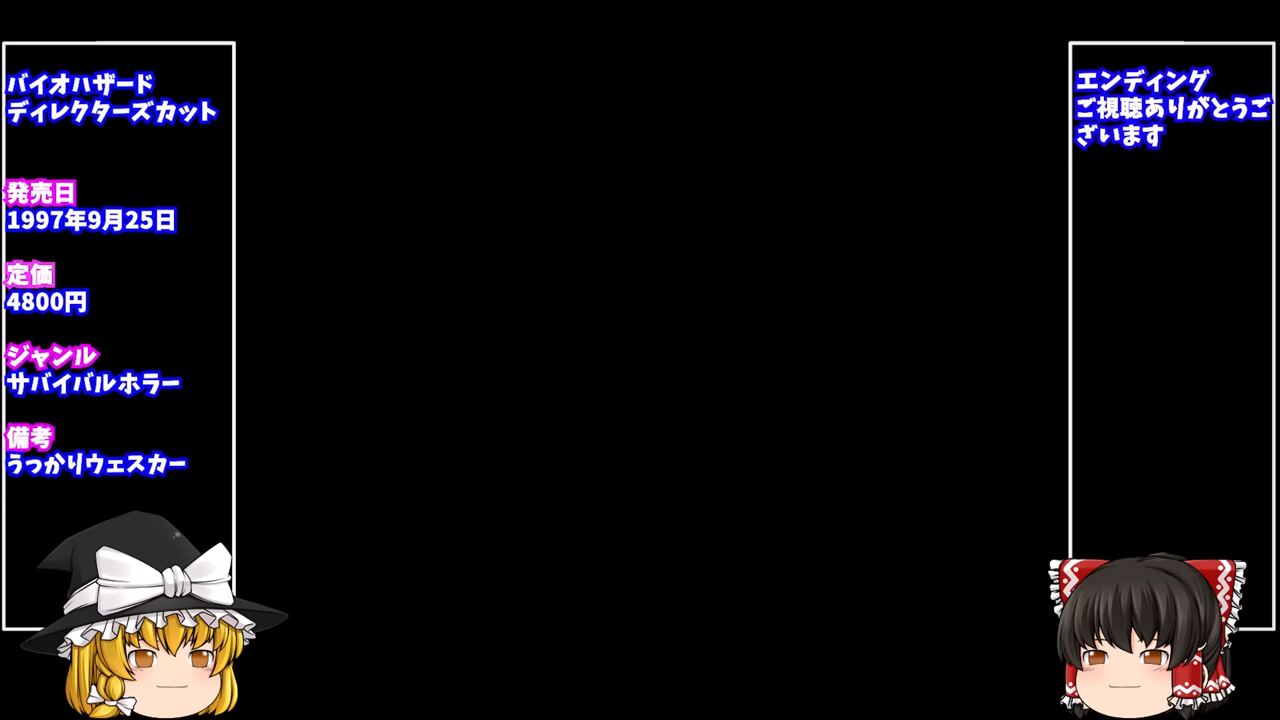 バイオハザード
ディレクターズカット
発売日
1997年9月25日
定価
4800円
ジャンル
サバイバルホラー
備考
うっかりウェスカー
エンディング
ご視聴ありがとうご
ざいます